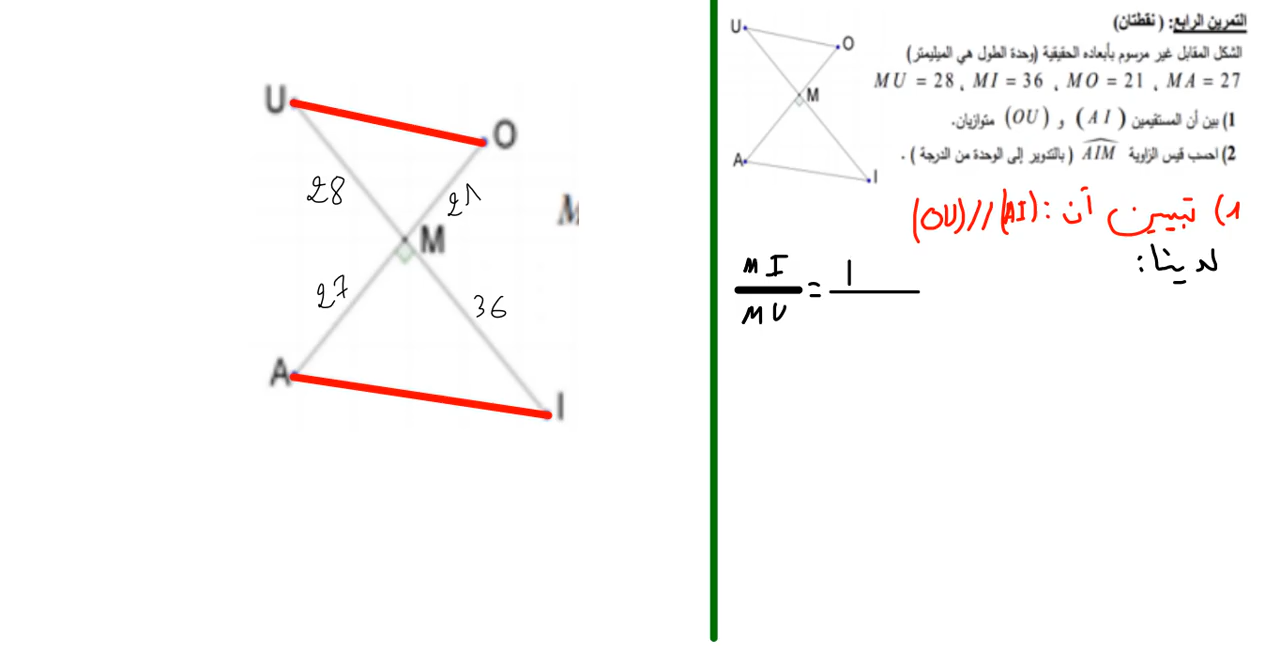 U
O
28
21
M
M
27
36
A
I
التمرين الرابع: (نقطتان)
U
O
M
A
I
الشكل المقابل غير مرسوم بأبعاده الحقيقية (وحدة الطول هي الميليمتر)
MU = 28 , MI = 36 , MO = 21 , MA = 27
1) بين أن المستقيمين (AI) و (OU) متوازيان.
2) احسب قيس الزاوية AIM (بالتدوير إلى الوحدة من الدرجة).
1) تبيين أن: (OU)//(AI)
لدينا:
MI/MU =